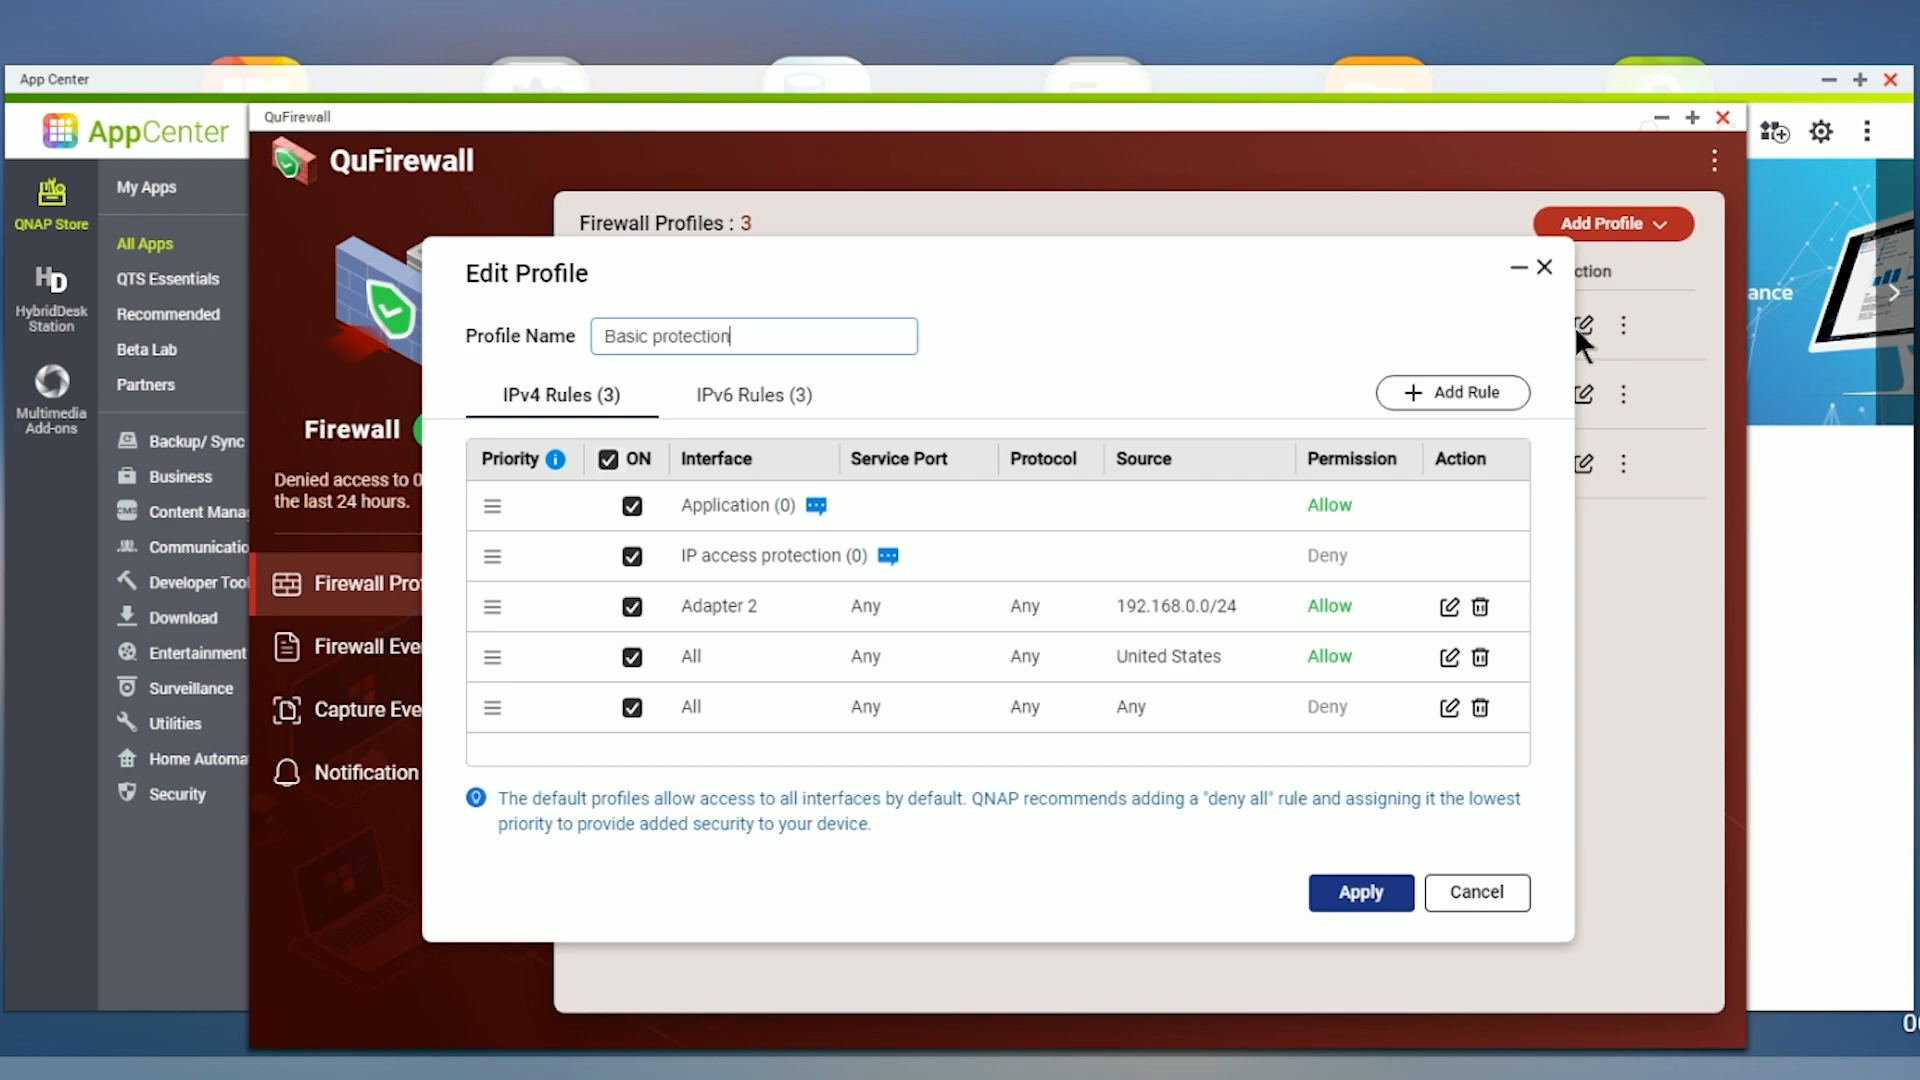 App Center
AppCenter
QNAP Store
HD
HybridDesk
Station
Multimedia
Add-ons
My Apps
All Apps
QTS Essentials
Recommended
Beta Lab
Partners
Backup/ Sync
Business
Content Mana
Communicatio
Developer Tool
Download
Entertainment
Surveillance
Utilities
Home Automa
Security
QuFirewall
QuFirewall
Firewall
Denied access to 0
the last 24 hours.
Firewall Prof
Firewall Eve
Capture Eve
Notification
Firewall Profiles : 3
Add Profile
ction
ance
Edit Profile
Profile Name Basic protection
IPv4 Rules (3) IPv6 Rules (3) + Add Rule
Priority ON Interface Service Port Protocol Source Permission Action
Application (0) Allow
IP access protection (0) Deny
Adapter 2 Any Any 192.168.0.0/24 Allow
All Any Any United States Allow
All Any Any Any Deny
The default profiles allow access to all interfaces by default. QNAP recommends adding a "deny all" rule and assigning it the lowest
priority to provide added security to your device.
Apply Cancel